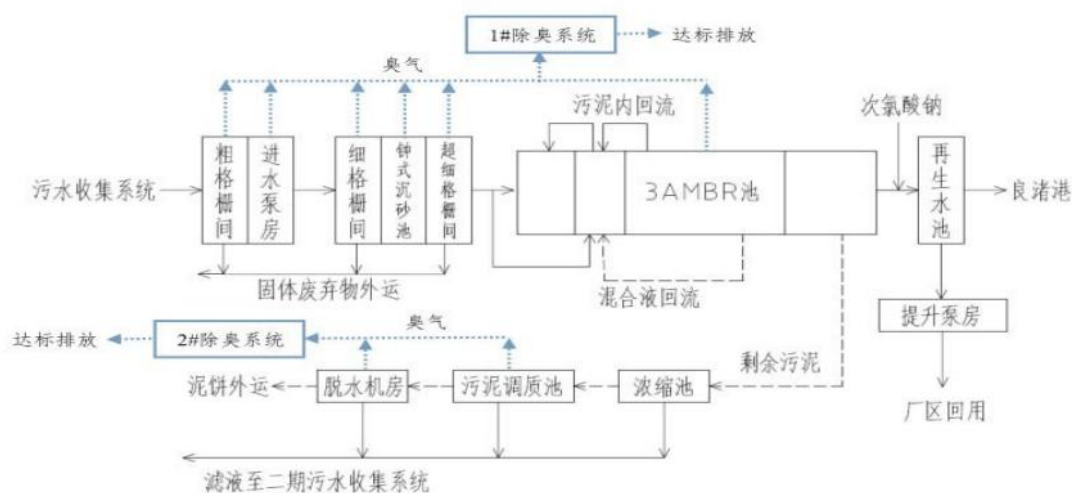 1#除臭系统
达标排放
臭气
污泥内回流
次氯酸钠
污水收集系统
粗格栅间
进水泵房
细格栅间
钟式沉砂池
超细格栅间
3AMBR池
再生水池
良渚港
固体废弃物外运
混合液回流
提升泵房
达标排放
2#除臭系统
臭气
剩余污泥
泥饼外运
脱水机房
污泥调质池
浓缩池
厂区回用
滤液至二期污水收集系统